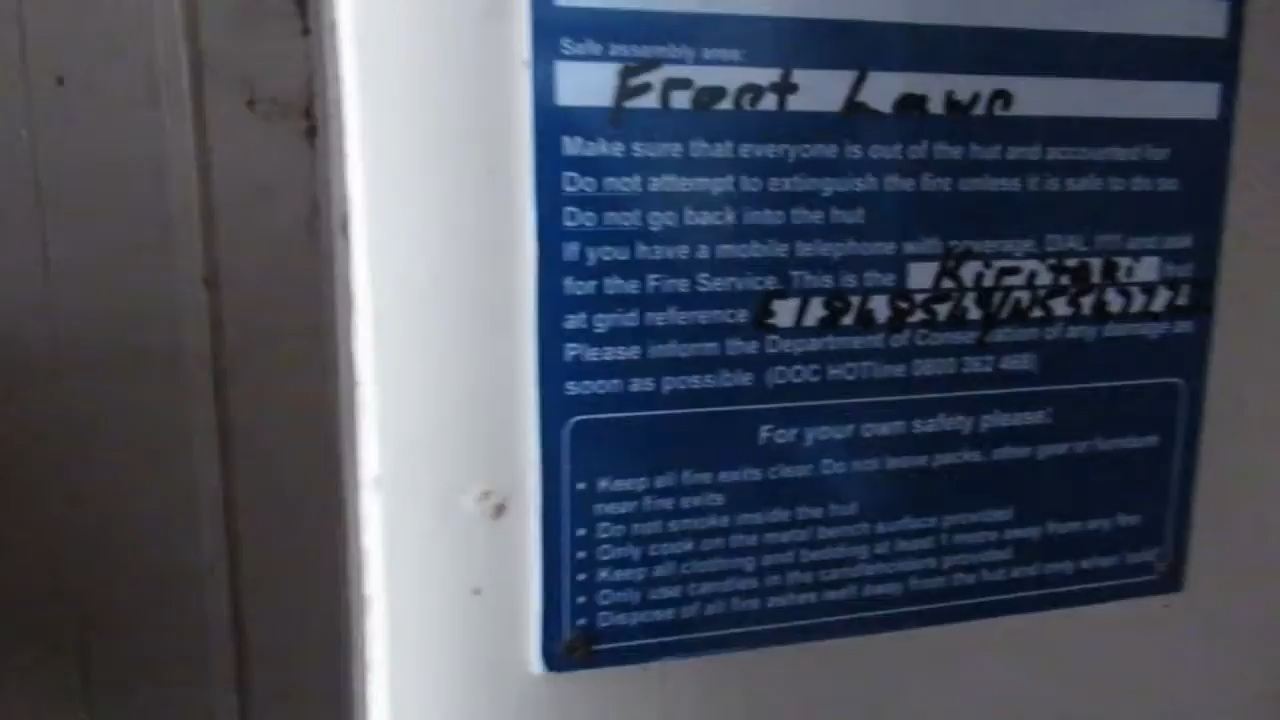 Safe assembly area:
Front Lawn
Make sure that everyone is out of the hut and accounted for
Do not attempt to extinguish the fire unless it is safe to do so
Do not go back into the hut
If you have a mobile telephone with coverage, DIAL 111 and ask
for the Fire Service. This is the hut
at grid reference
Please inform the Department of Conservation of any damage as
soon as possible (DOC HOTline 0800 362 468)
For your own safety please!
• Keep all fire exits clear. Do not leave packs, other gear or furniture
near fire exits
• Do not smoke inside the hut
• Only cook on the metal bench surface provided
• Keep all clothing and bedding at least 1 metre away from any fire
• Only use candles in the candleholders provided
• Dispose of all fire ashes well away from the hut and only when cold